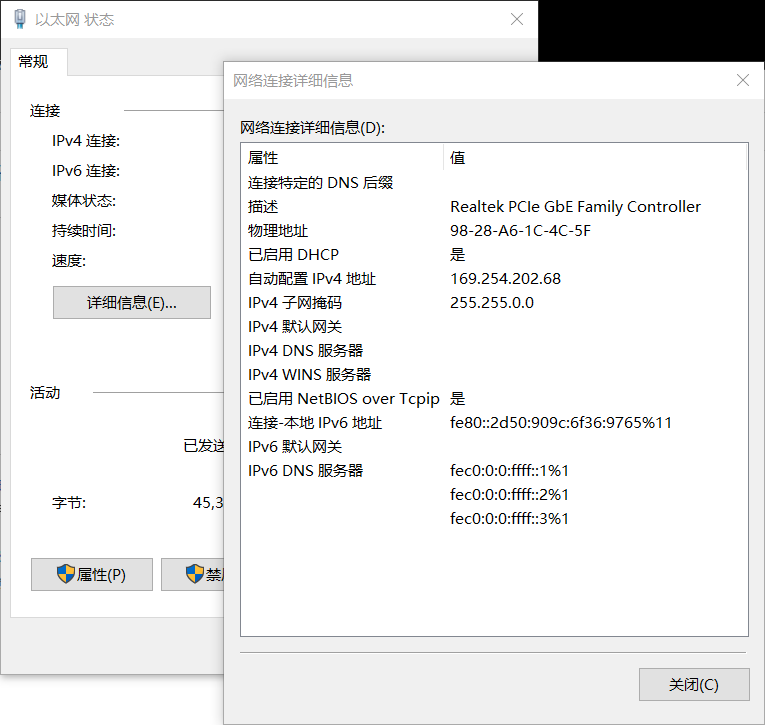 以太网 状态
常规
连接
IPv4 连接:
IPv6 连接:
媒体状态:
持续时间:
速度:
详细信息(E)...
活动
已发送
字节:
45,3
属性(P)
禁用
网络连接详细信息
网络连接详细信息(D):
属性 值
连接特定的 DNS 后缀
描述 Realtek PCIe GbE Family Controller
物理地址 98-28-A6-1C-4C-5F
已启用 DHCP 是
自动配置 IPv4 地址 169.254.202.68
IPv4 子网掩码 255.255.0.0
IPv4 默认网关
IPv4 DNS 服务器
IPv4 WINS 服务器
已启用 NetBIOS over Tcpip 是
连接-本地 IPv6 地址 fe80::2d50:909c:6f36:9765%11
IPv6 默认网关
IPv6 DNS 服务器 fec0:0:0:ffff::1%1
fec0:0:0:ffff::2%1
fec0:0:0:ffff::3%1
关闭(C)